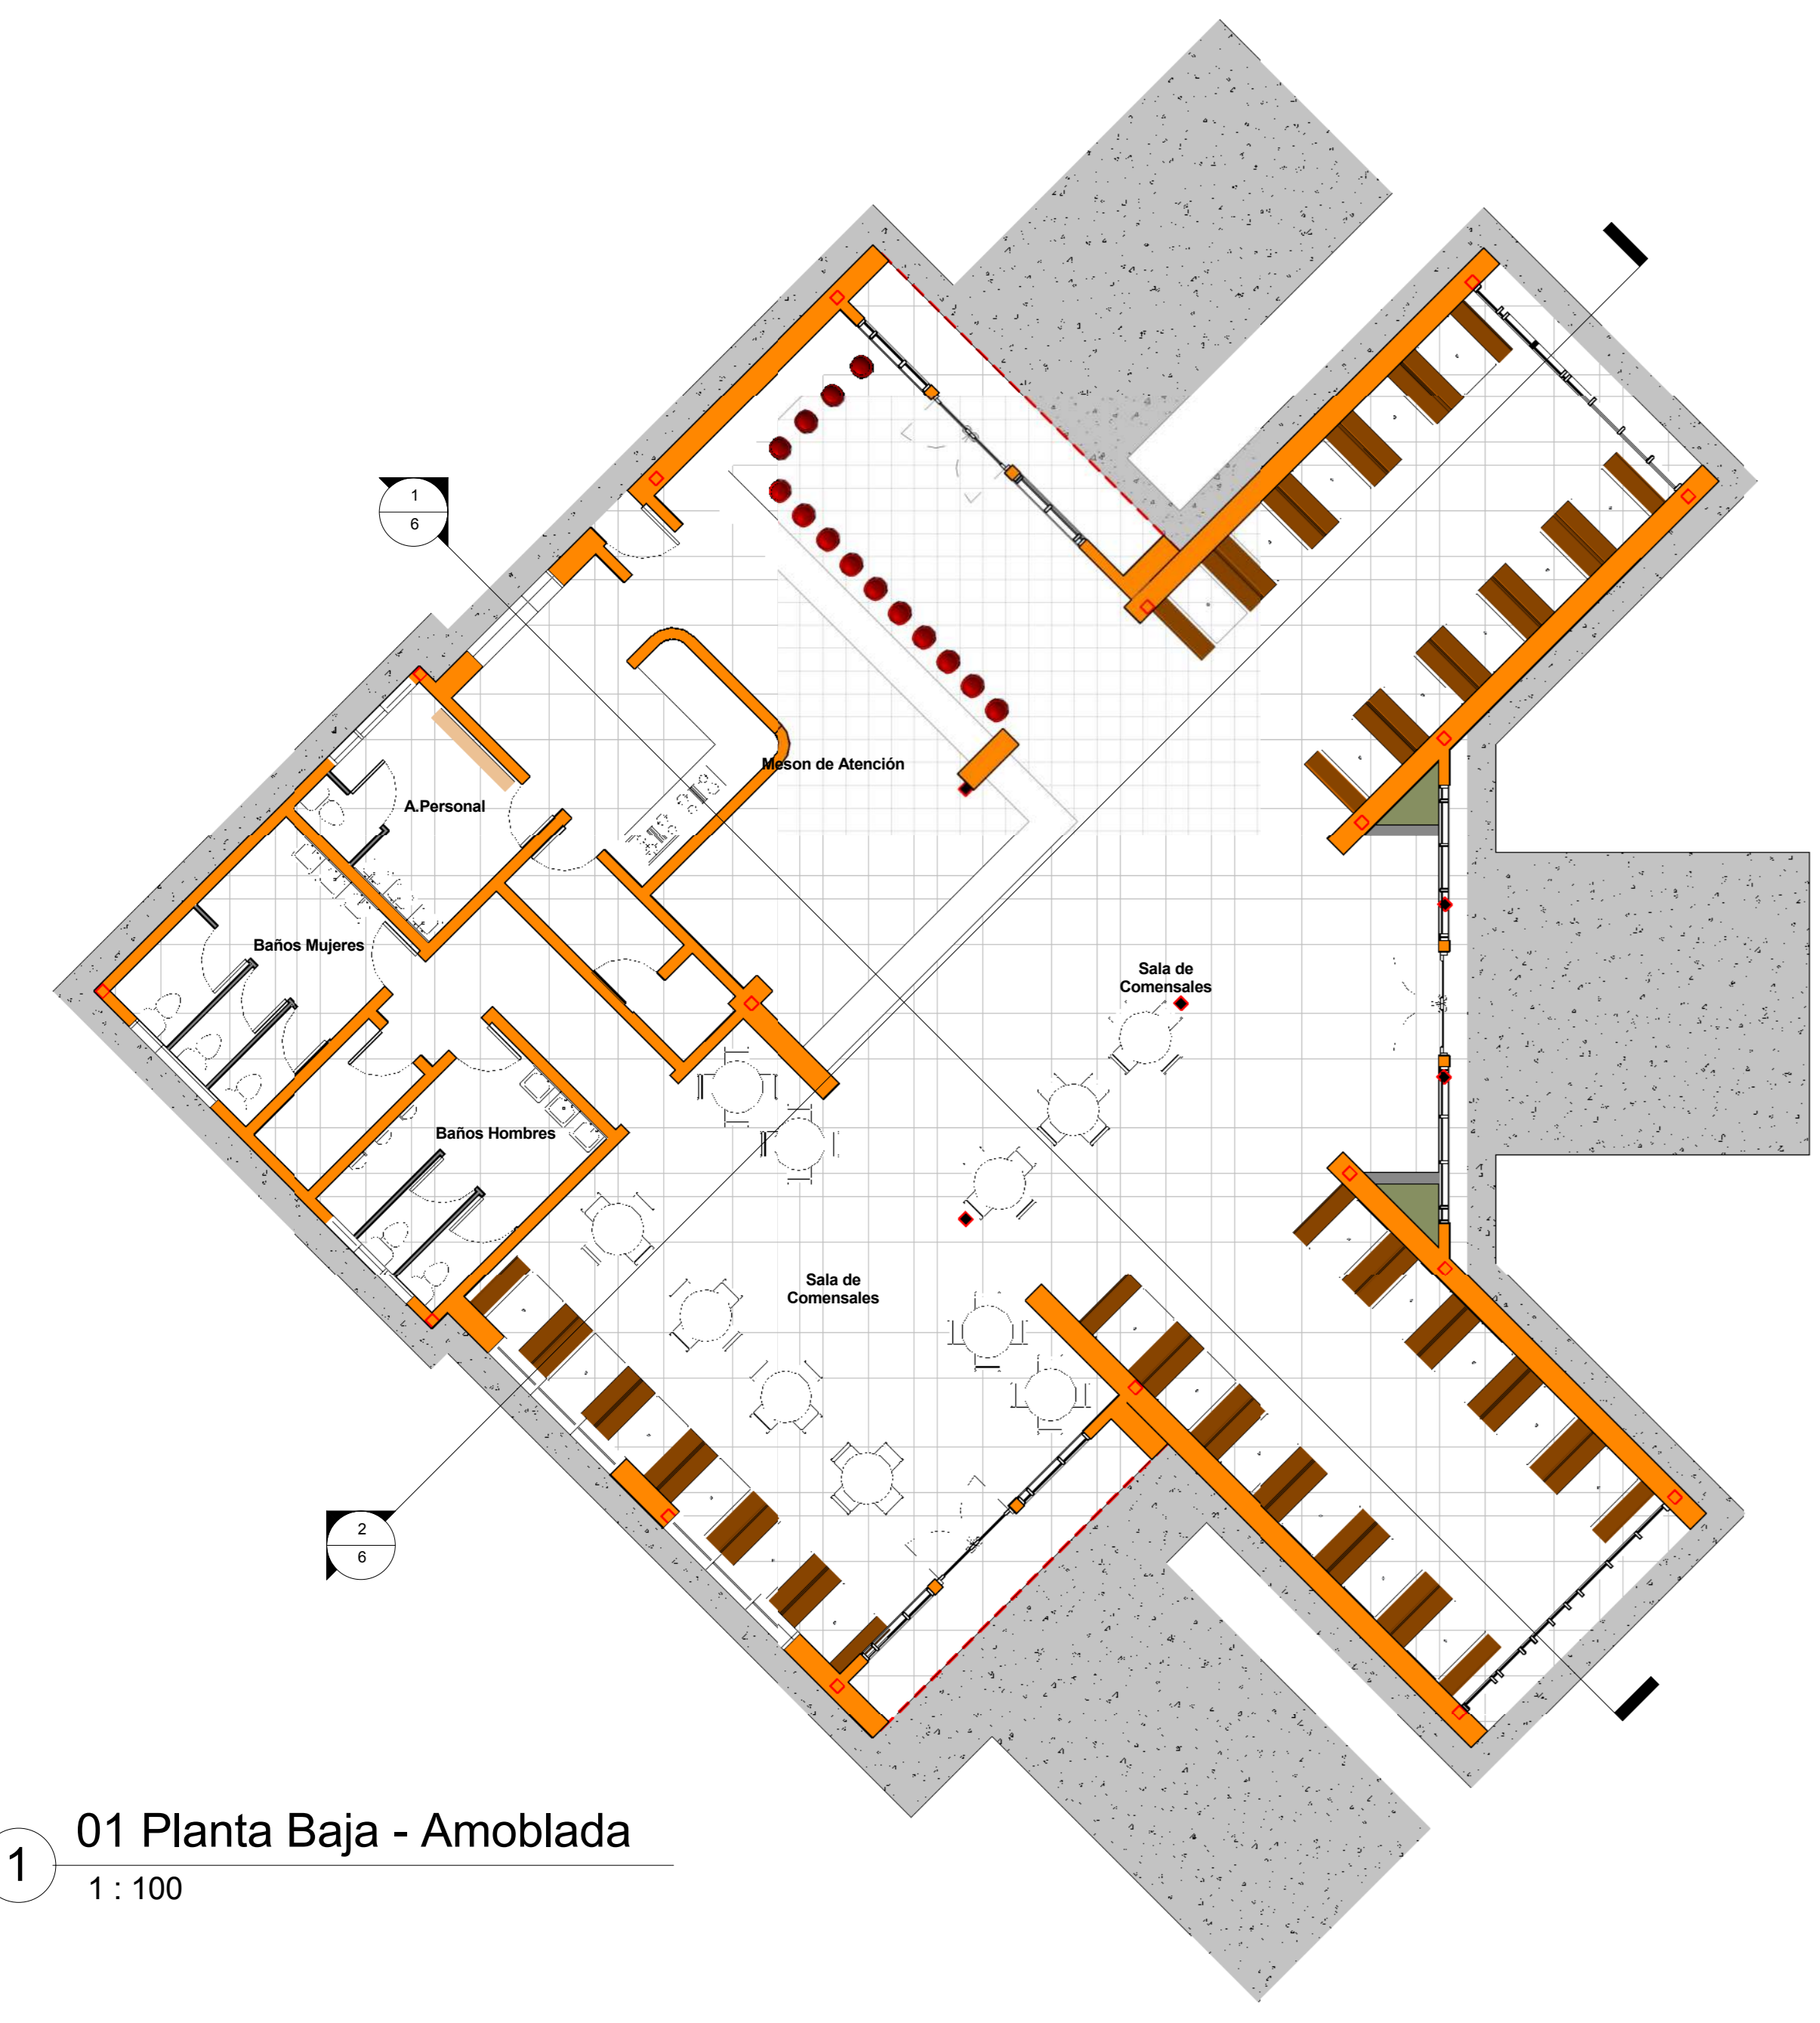 1
6
Meson de Atención
A.Personal
Baños Mujeres
Sala de
Comensales
Baños Hombres
Sala de
Comensales
2
6
1
01 Planta Baja - Amoblada
1 : 100